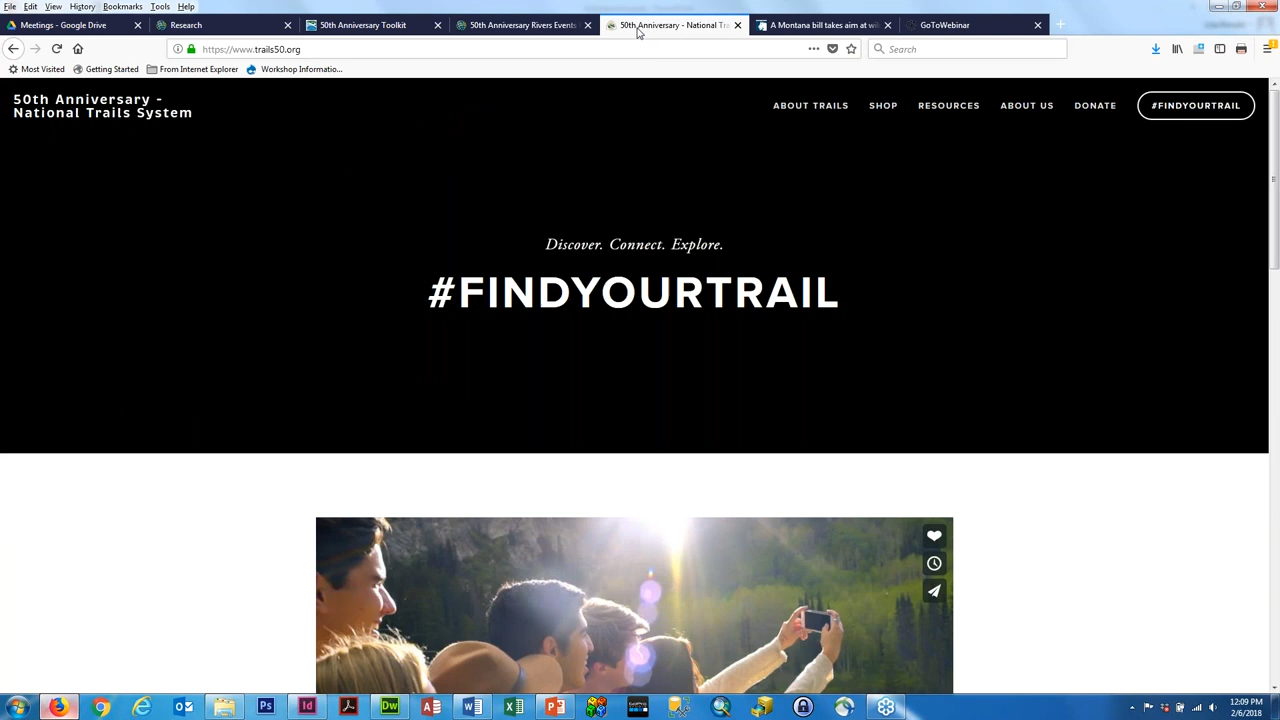 File Edit View History Bookmarks Tools Help
Meetings - Google Drive
Research
50th Anniversary Toolkit
50th Anniversary Rivers Events
50th Anniversary - National Tra
A Montana bill takes aim at wil
GoToWebinar
https://www.trails50.org
Search
Most Visited Getting Started From Internet Explorer Workshop Informatio...
50th Anniversary -
National Trails System
ABOUT TRAILS SHOP RESOURCES ABOUT US DONATE #FINDYOURTRAIL
Discover. Connect. Explore.
#FINDYOURTRAIL
12:09 PM
2/6/2018